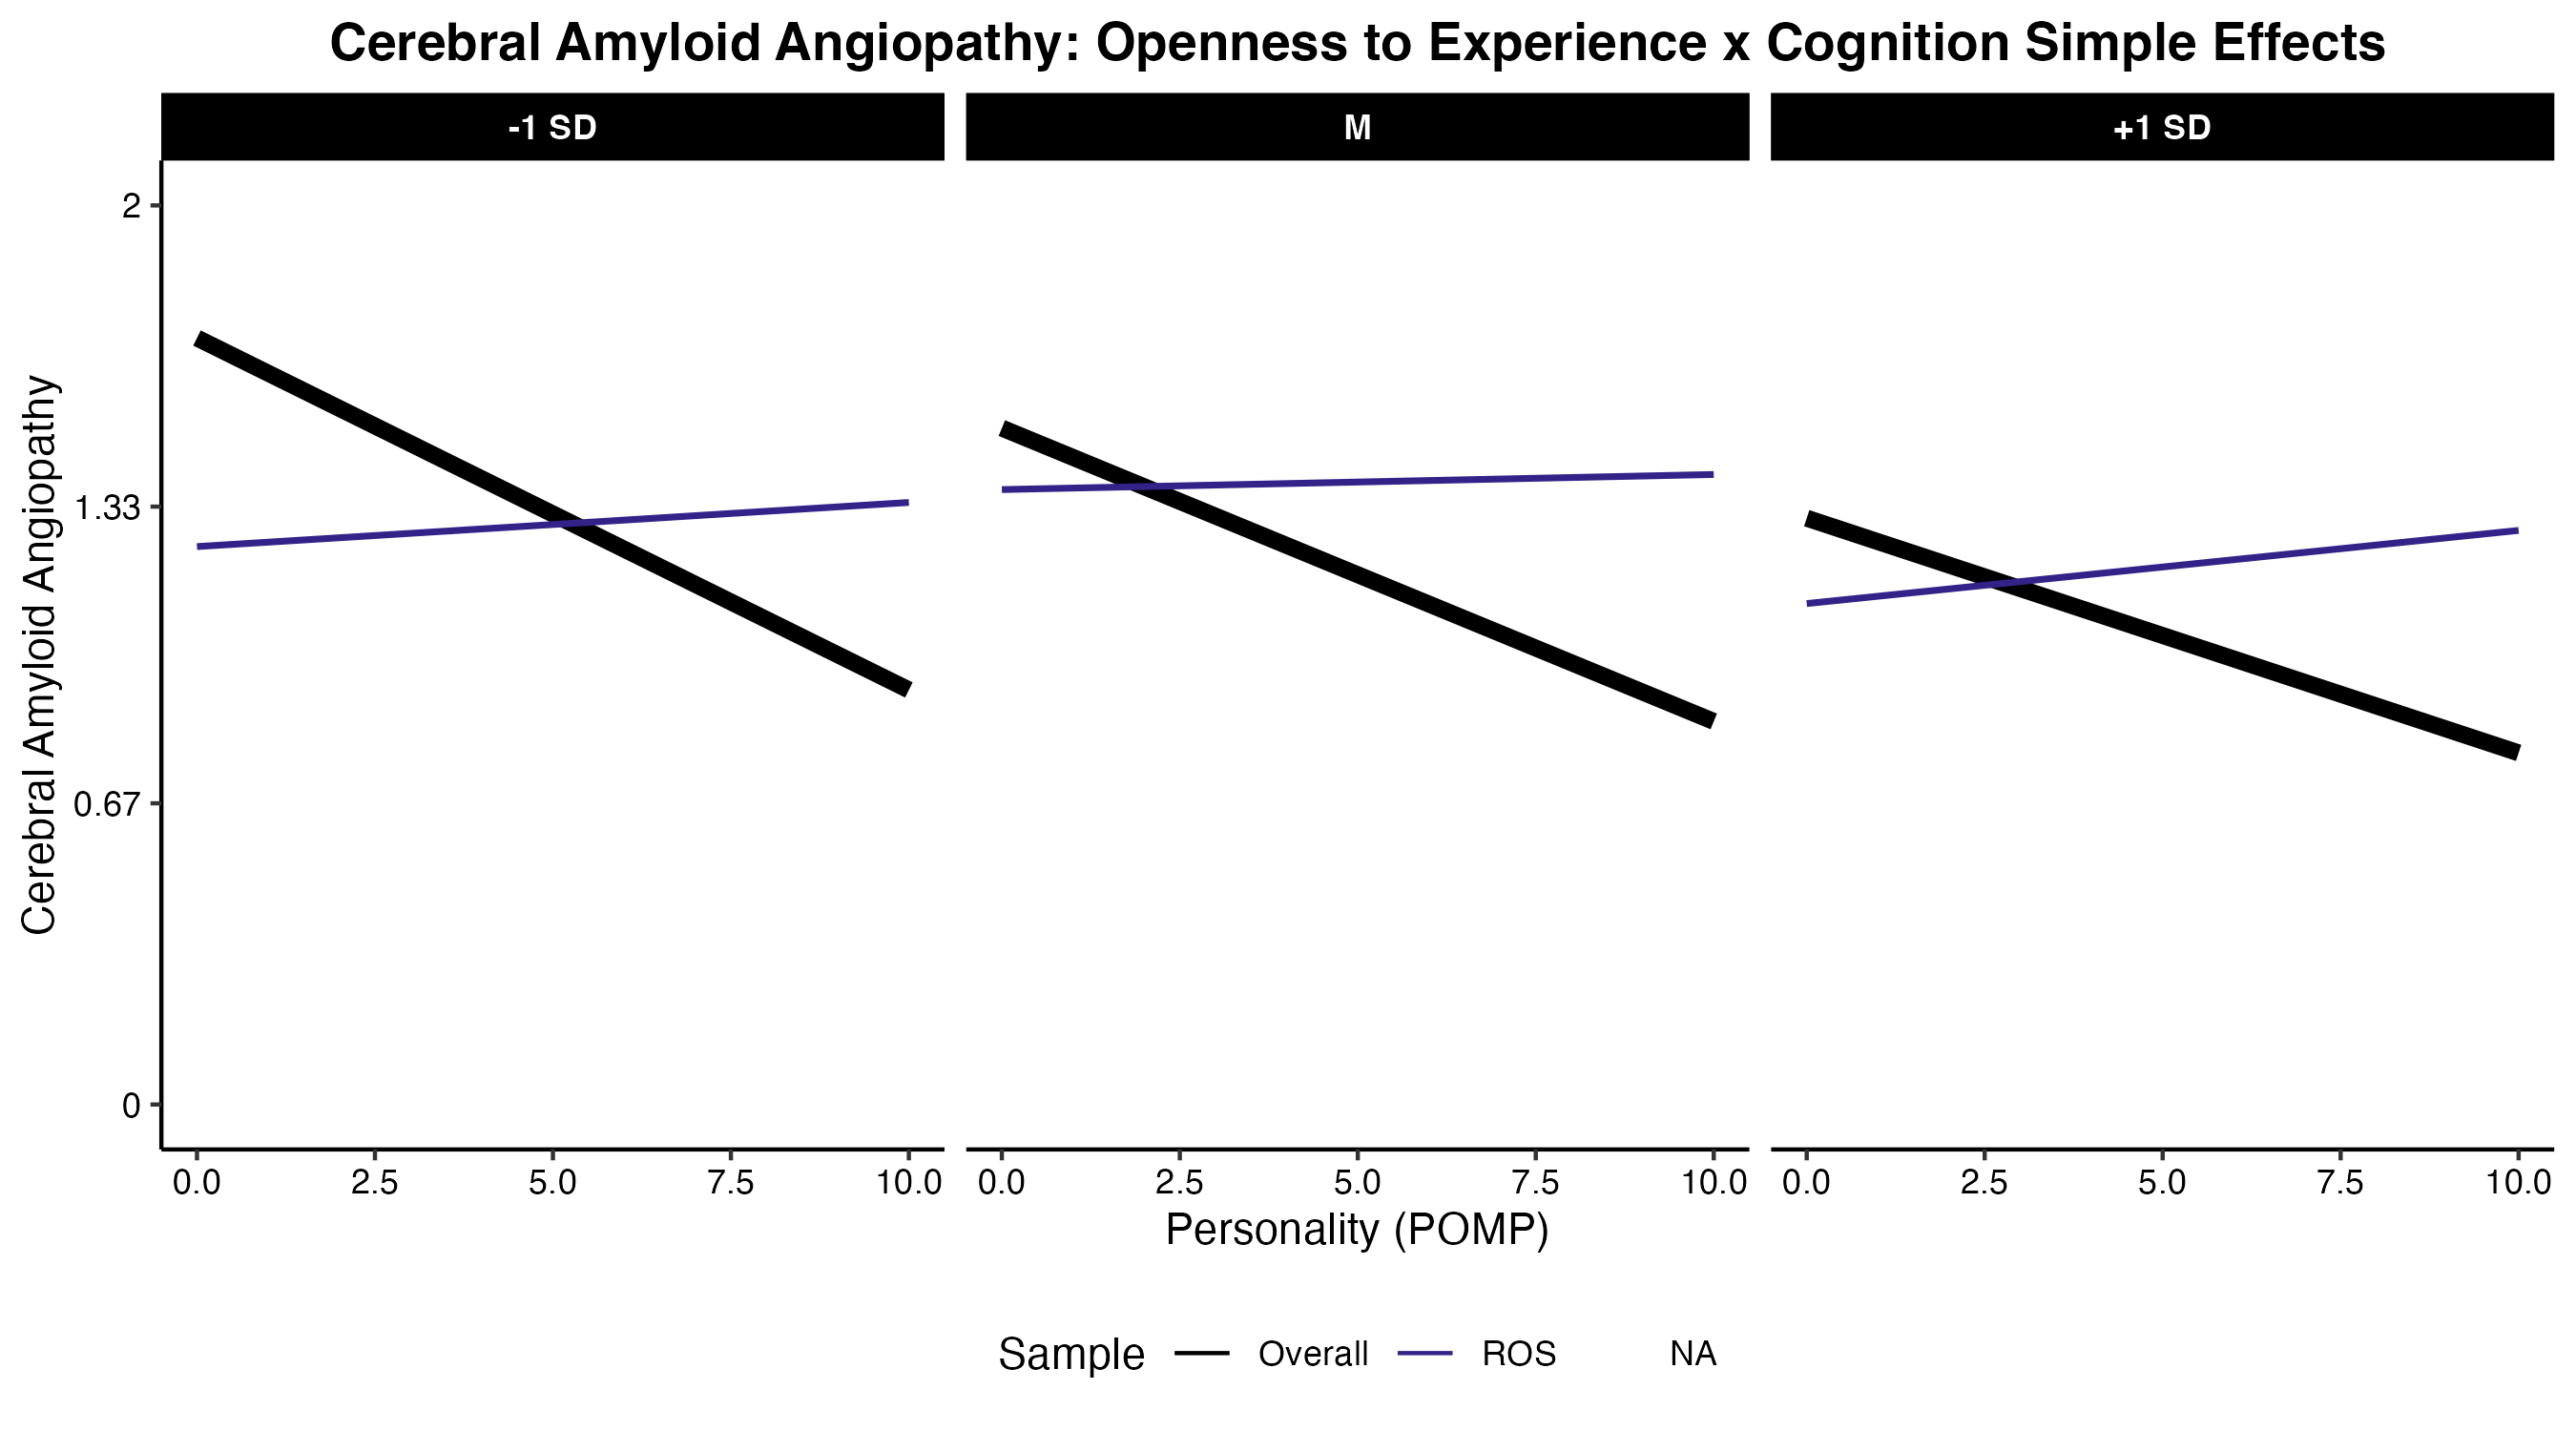 Cerebral Amyloid Angiopathy: Openness to Experience x Cognition Simple Effects
-1 SD
M
+1 SD
Cerebral Amyloid Angiopathy
2
1.33
0.67
0
0.0 2.5 5.0 7.5 10.0
0.0 2.5 5.0 7.5 10.0
0.0 2.5 5.0 7.5 10.0
Personality (POMP)
Sample Overall ROS NA